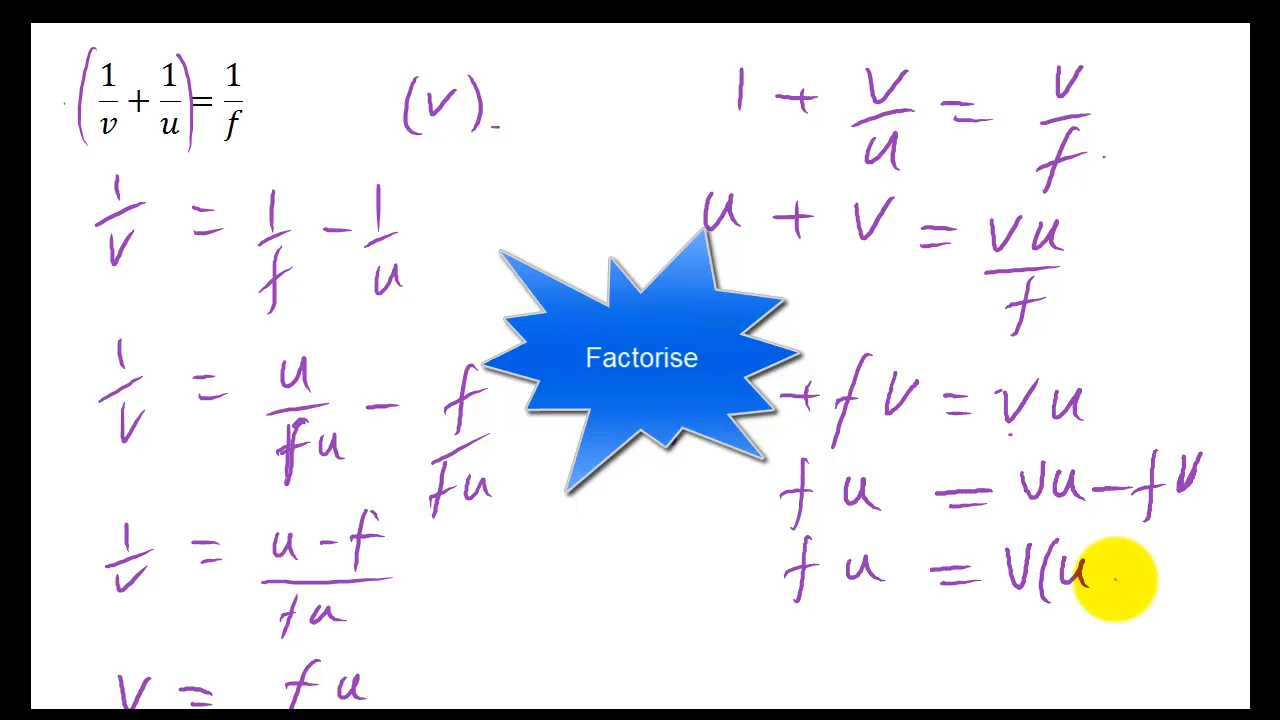 (1/v + 1/u) = 1/f
(v).
1/v = 1/f - 1/u
1/v = u/fu - f/fu
1/v = (u - f)/fu
v = fu
1 + v/u = v/f
u + v = vu/f
Factorise
+ fv = vu
fu = vu - fv
fu = v(u